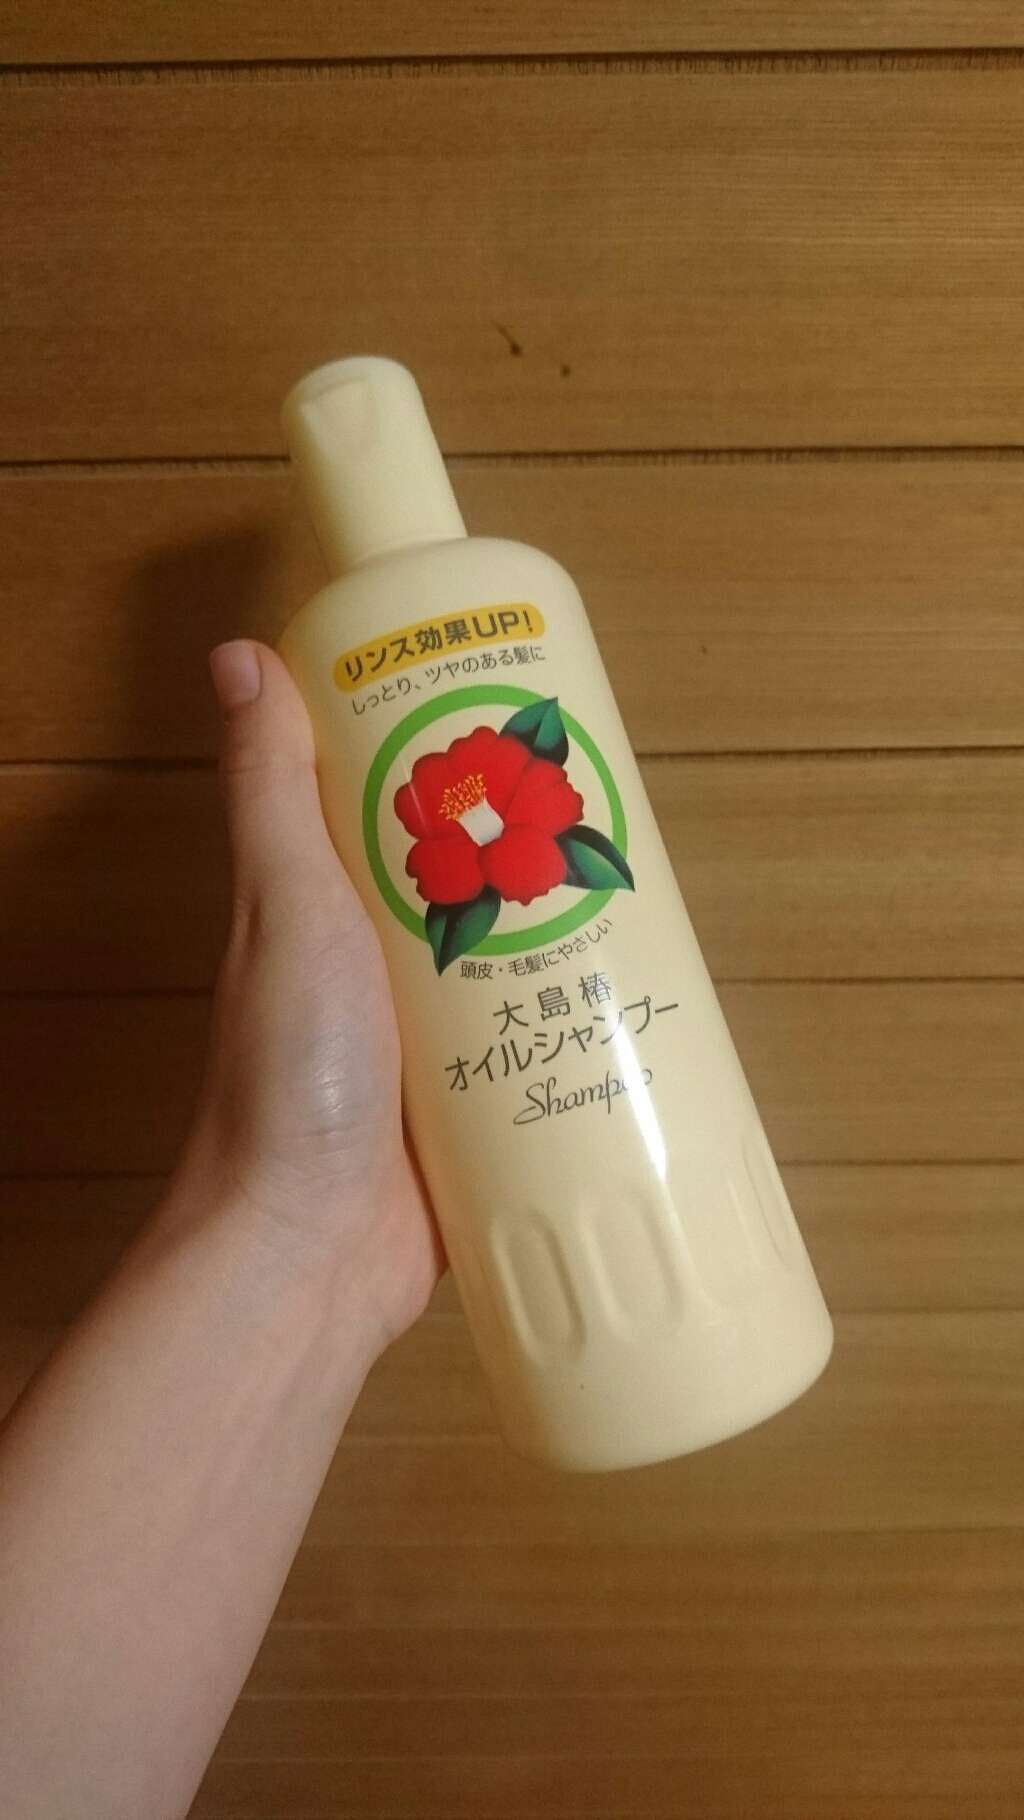 リンス効果UP!
しっとり、ツヤのある髪に
頭皮・毛髪にやさしい
大島椿
オイルシャンプー
Shampoo